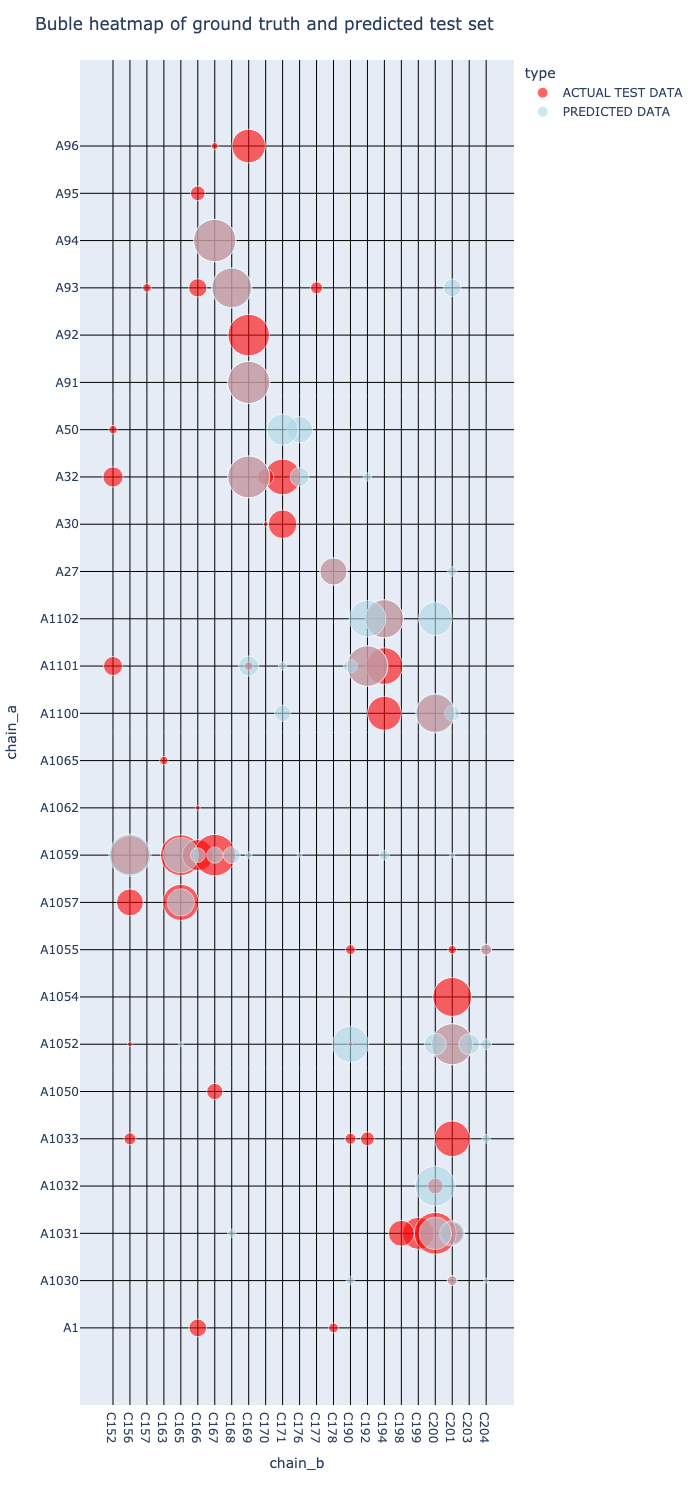 Buble heatmap of ground truth and predicted test set
type
ACTUAL TEST DATA
PREDICTED DATA
chain_a
A96
A95
A94
A93
A92
A91
A50
A32
A30
A27
A1102
A1101
A1100
A1065
A1062
A1059
A1057
A1055
A1054
A1052
A1050
A1033
A1032
A1031
A1030
A1
C152
C156
C157
C163
C165
C166
C167
C168
C169
C170
C171
C176
C177
C178
C190
C192
C194
C198
C199
C200
C201
C203
C204
chain_b